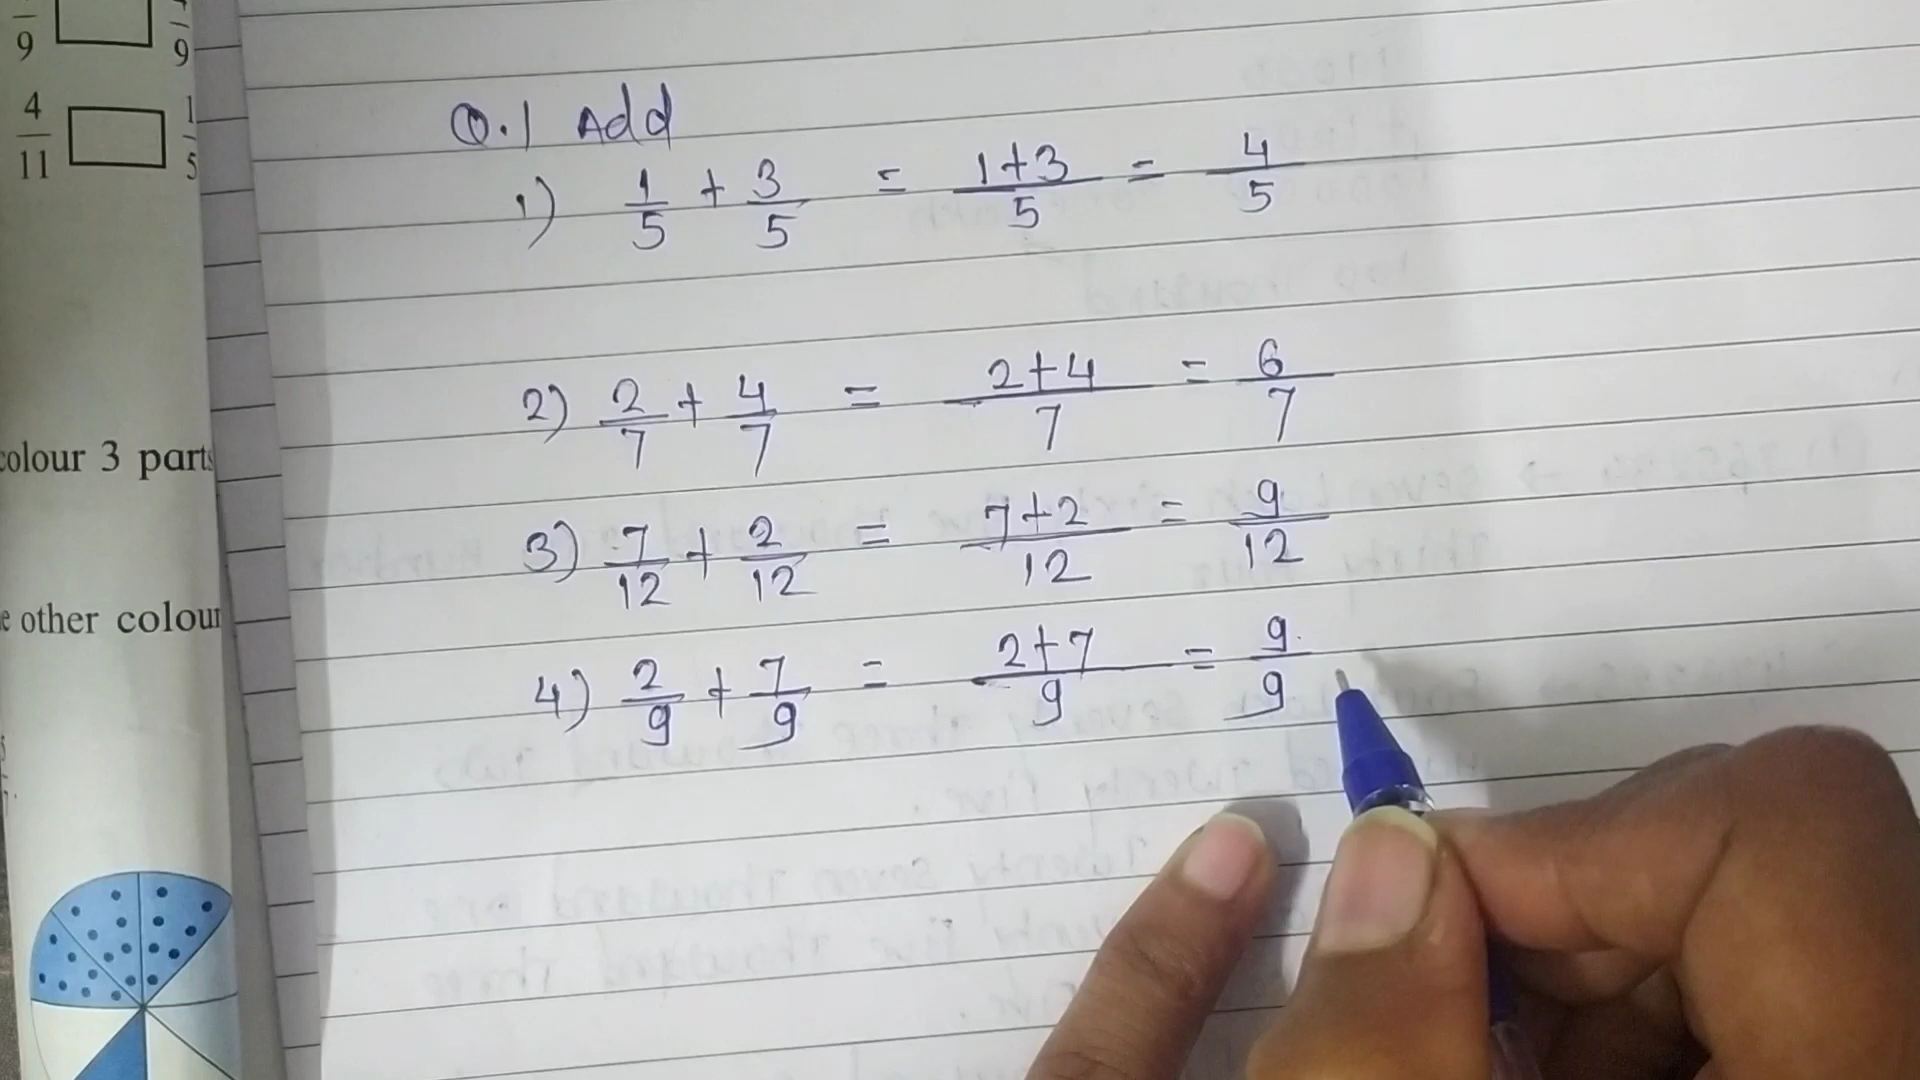 9 □ 9
4/11 □ 1/5
colour 3 parts
other colour
Q.1 Add
1) 1/5 + 3/5 = 1+3/5 = 4/5
2) 2/7 + 4/7 = 2+4/7 = 6/7
3) 7/12 + 2/12 = 7+2/12 = 9/12
4) 2/9 + 7/9 = 2+7/9 = 9/9